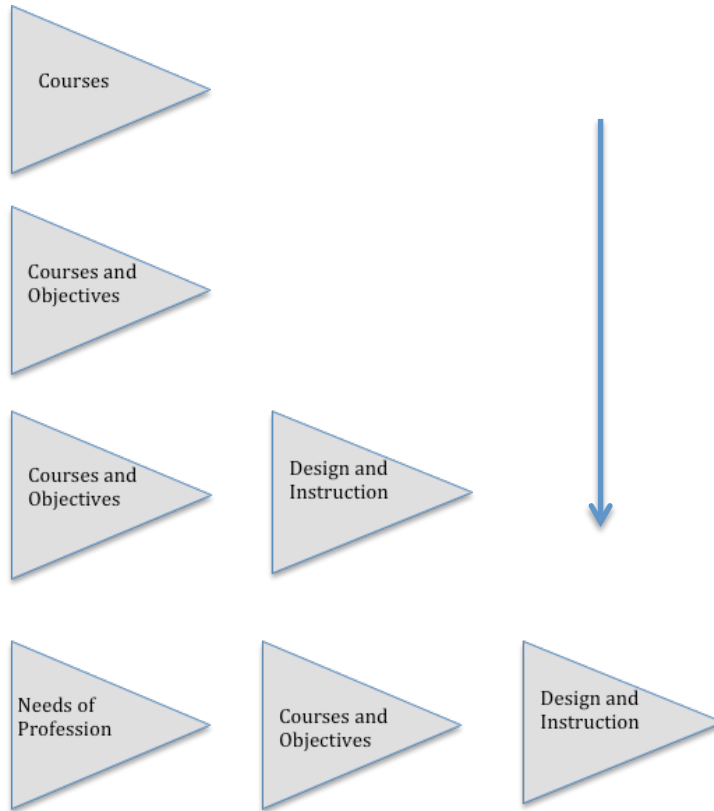 Courses
Courses and
Objectives
Courses and
Objectives
Design and
Instruction
Needs of
Profession
Courses and
Objectives
Design and
Instruction